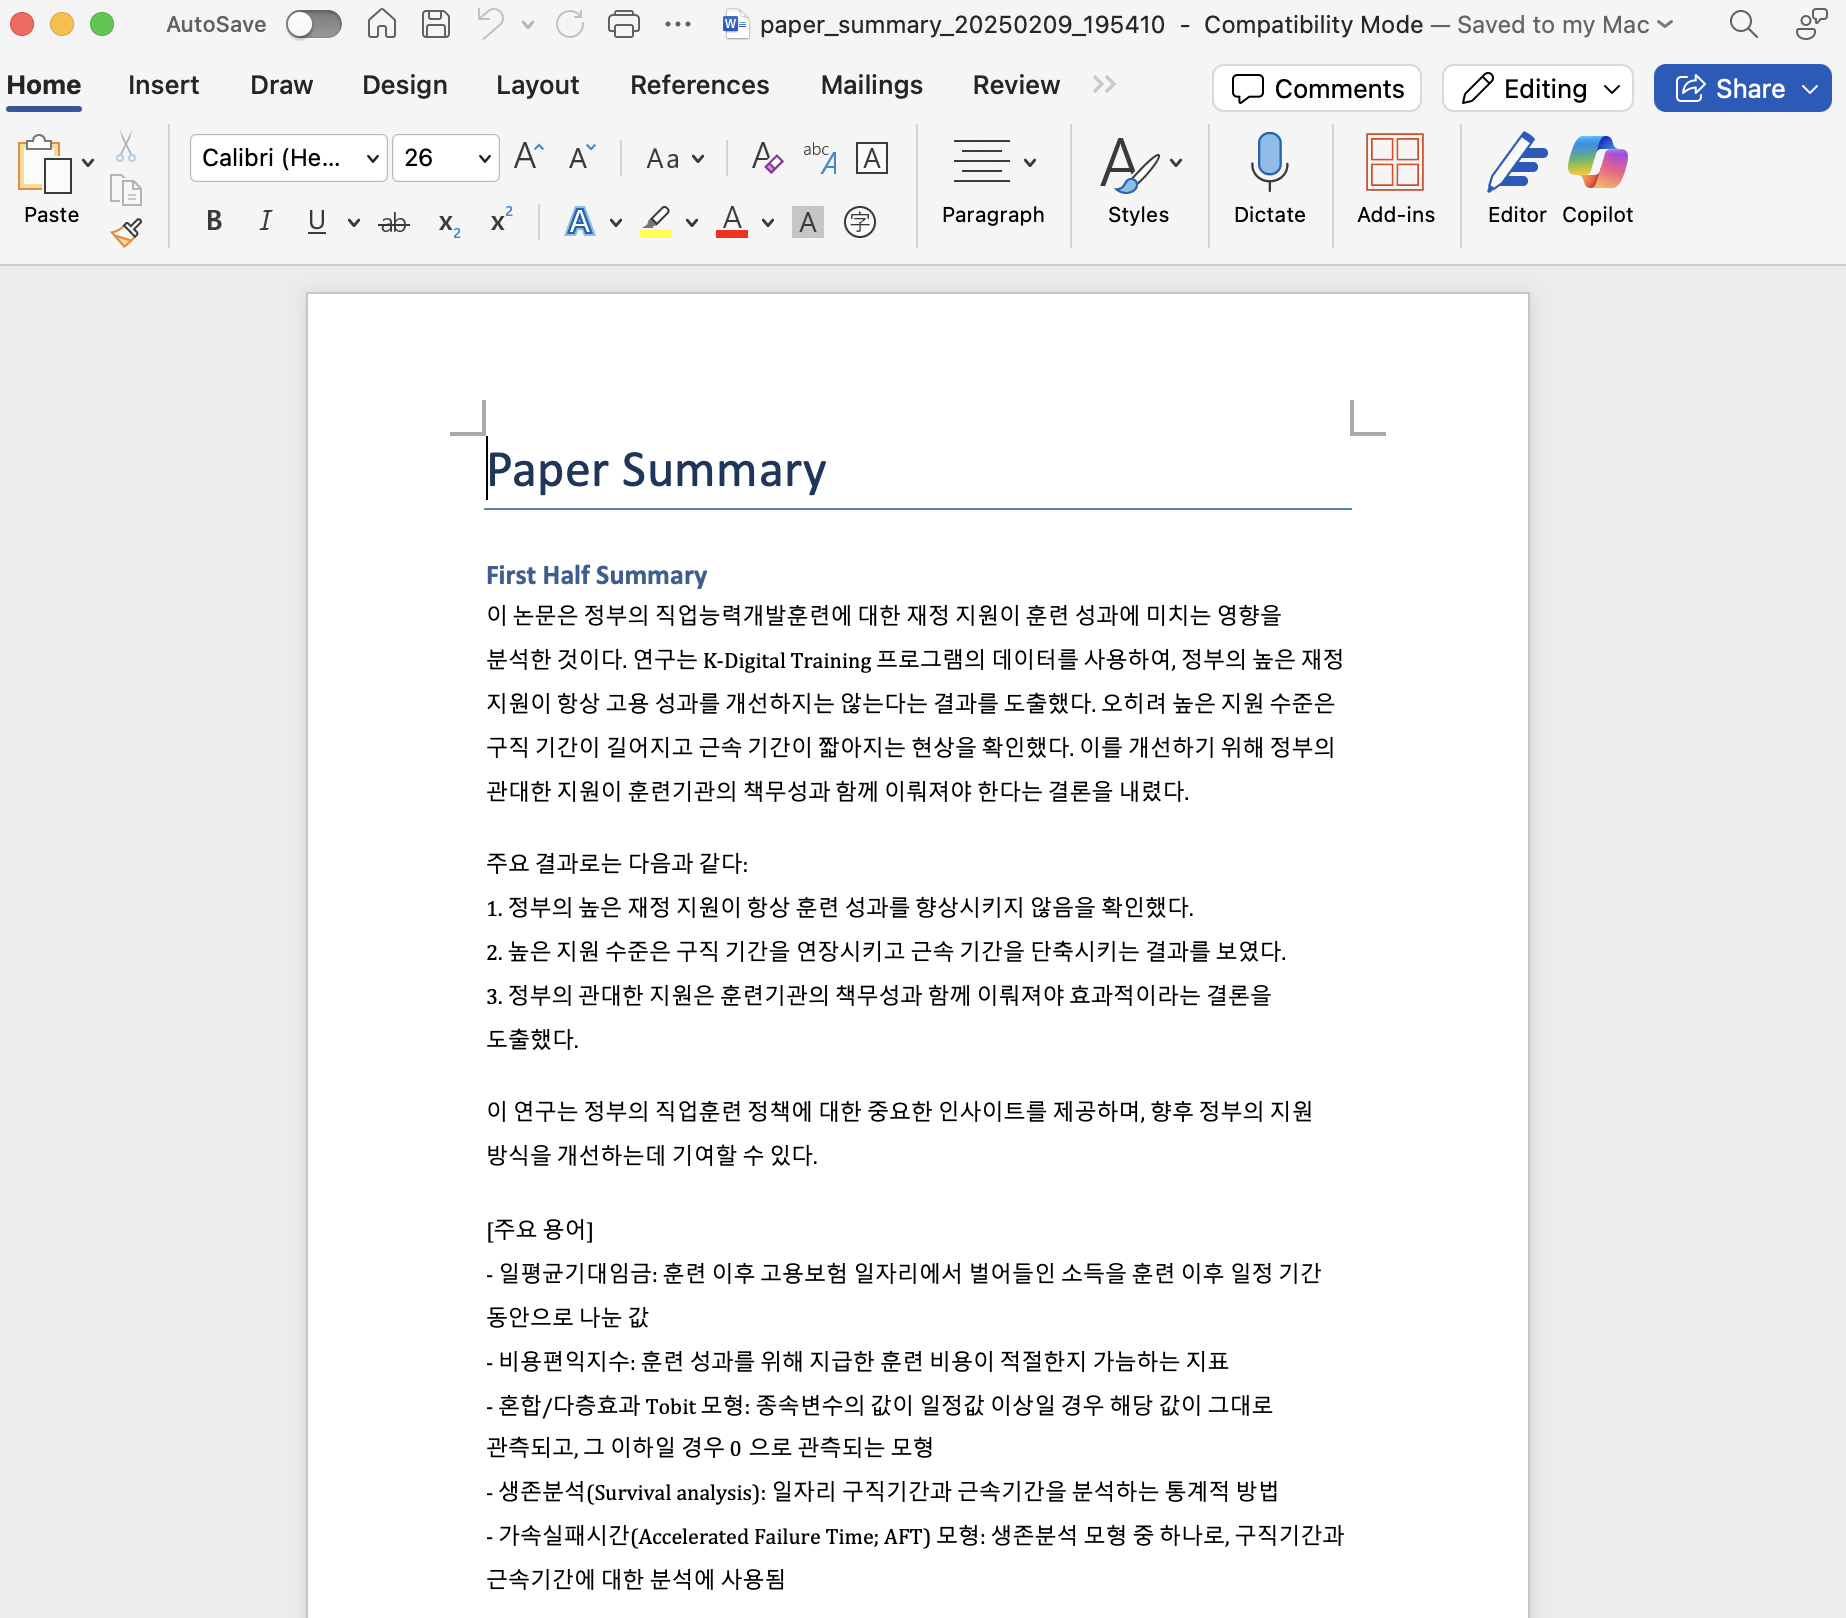 AutoSave
paper_summary_20250209_195410 - Compatibility Mode — Saved to my Mac
Home Insert Draw Design Layout References Mailings Review
Comments Editing Share
Paste
Calibri (He... 26
Aa
abc A
B I U ab x₂ x² A A A 字
Paragraph Styles Dictate Add-ins Editor Copilot
Paper Summary
First Half Summary
이 논문은 정부의 직업능력개발훈련에 대한 재정 지원이 훈련 성과에 미치는 영향을
분석한 것이다. 연구는 K-Digital Training 프로그램의 데이터를 사용하여, 정부의 높은 재정
지원이 항상 고용 성과를 개선하지는 않는다는 결과를 도출했다. 오히려 높은 지원 수준은
구직 기간이 길어지고 근속 기간이 짧아지는 현상을 확인했다. 이를 개선하기 위해 정부의
관대한 지원이 훈련기관의 책무성과 함께 이뤄져야 한다는 결론을 내렸다.
주요 결과로는 다음과 같다:
1. 정부의 높은 재정 지원이 항상 훈련 성과를 향상시키지 않음을 확인했다.
2. 높은 지원 수준은 구직 기간을 연장시키고 근속 기간을 단축시키는 결과를 보였다.
3. 정부의 관대한 지원은 훈련기관의 책무성과 함께 이뤄져야 효과적이라는 결론을
도출했다.
이 연구는 정부의 직업훈련 정책에 대한 중요한 인사이트를 제공하며, 향후 정부의 지원
방식을 개선하는데 기여할 수 있다.
[주요 용어]
- 일평균기대임금: 훈련 이후 고용보험 일자리에서 벌어들인 소득을 훈련 이후 일정 기간
동안으로 나눈 값
- 비용편익지수: 훈련 성과를 위해 지급한 훈련 비용이 적절한지 가늠하는 지표
- 혼합/다층효과 Tobit 모형: 종속변수의 값이 일정값 이상일 경우 해당 값이 그대로
관측되고, 그 이하일 경우 0 으로 관측되는 모형
- 생존분석(Survival analysis): 일자리 구직기간과 근속기간을 분석하는 통계적 방법
- 가속실패시간(Accelerated Failure Time; AFT) 모형: 생존분석 모형 중 하나로, 구직기간과
근속기간에 대한 분석에 사용됨